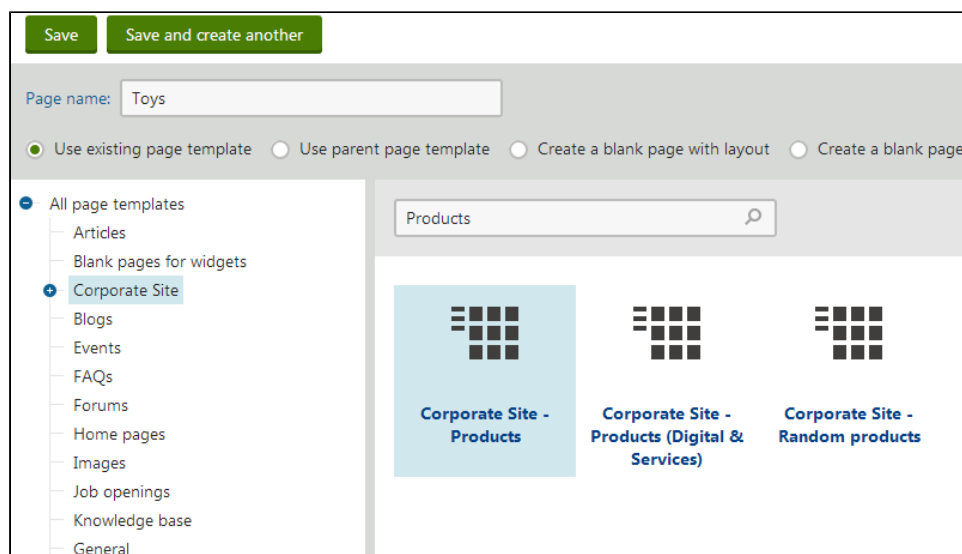 Save
Save and create another
Page name:
Toys
Use existing page template
Use parent page template
Create a blank page with layout
Create a blank page
All page templates
Articles
Blank pages for widgets
Corporate Site
Blogs
Events
FAQs
Forums
Home pages
Images
Job openings
Knowledge base
General
Products
Corporate Site -
Products
Corporate Site -
Products (Digital &
Services)
Corporate Site -
Random products